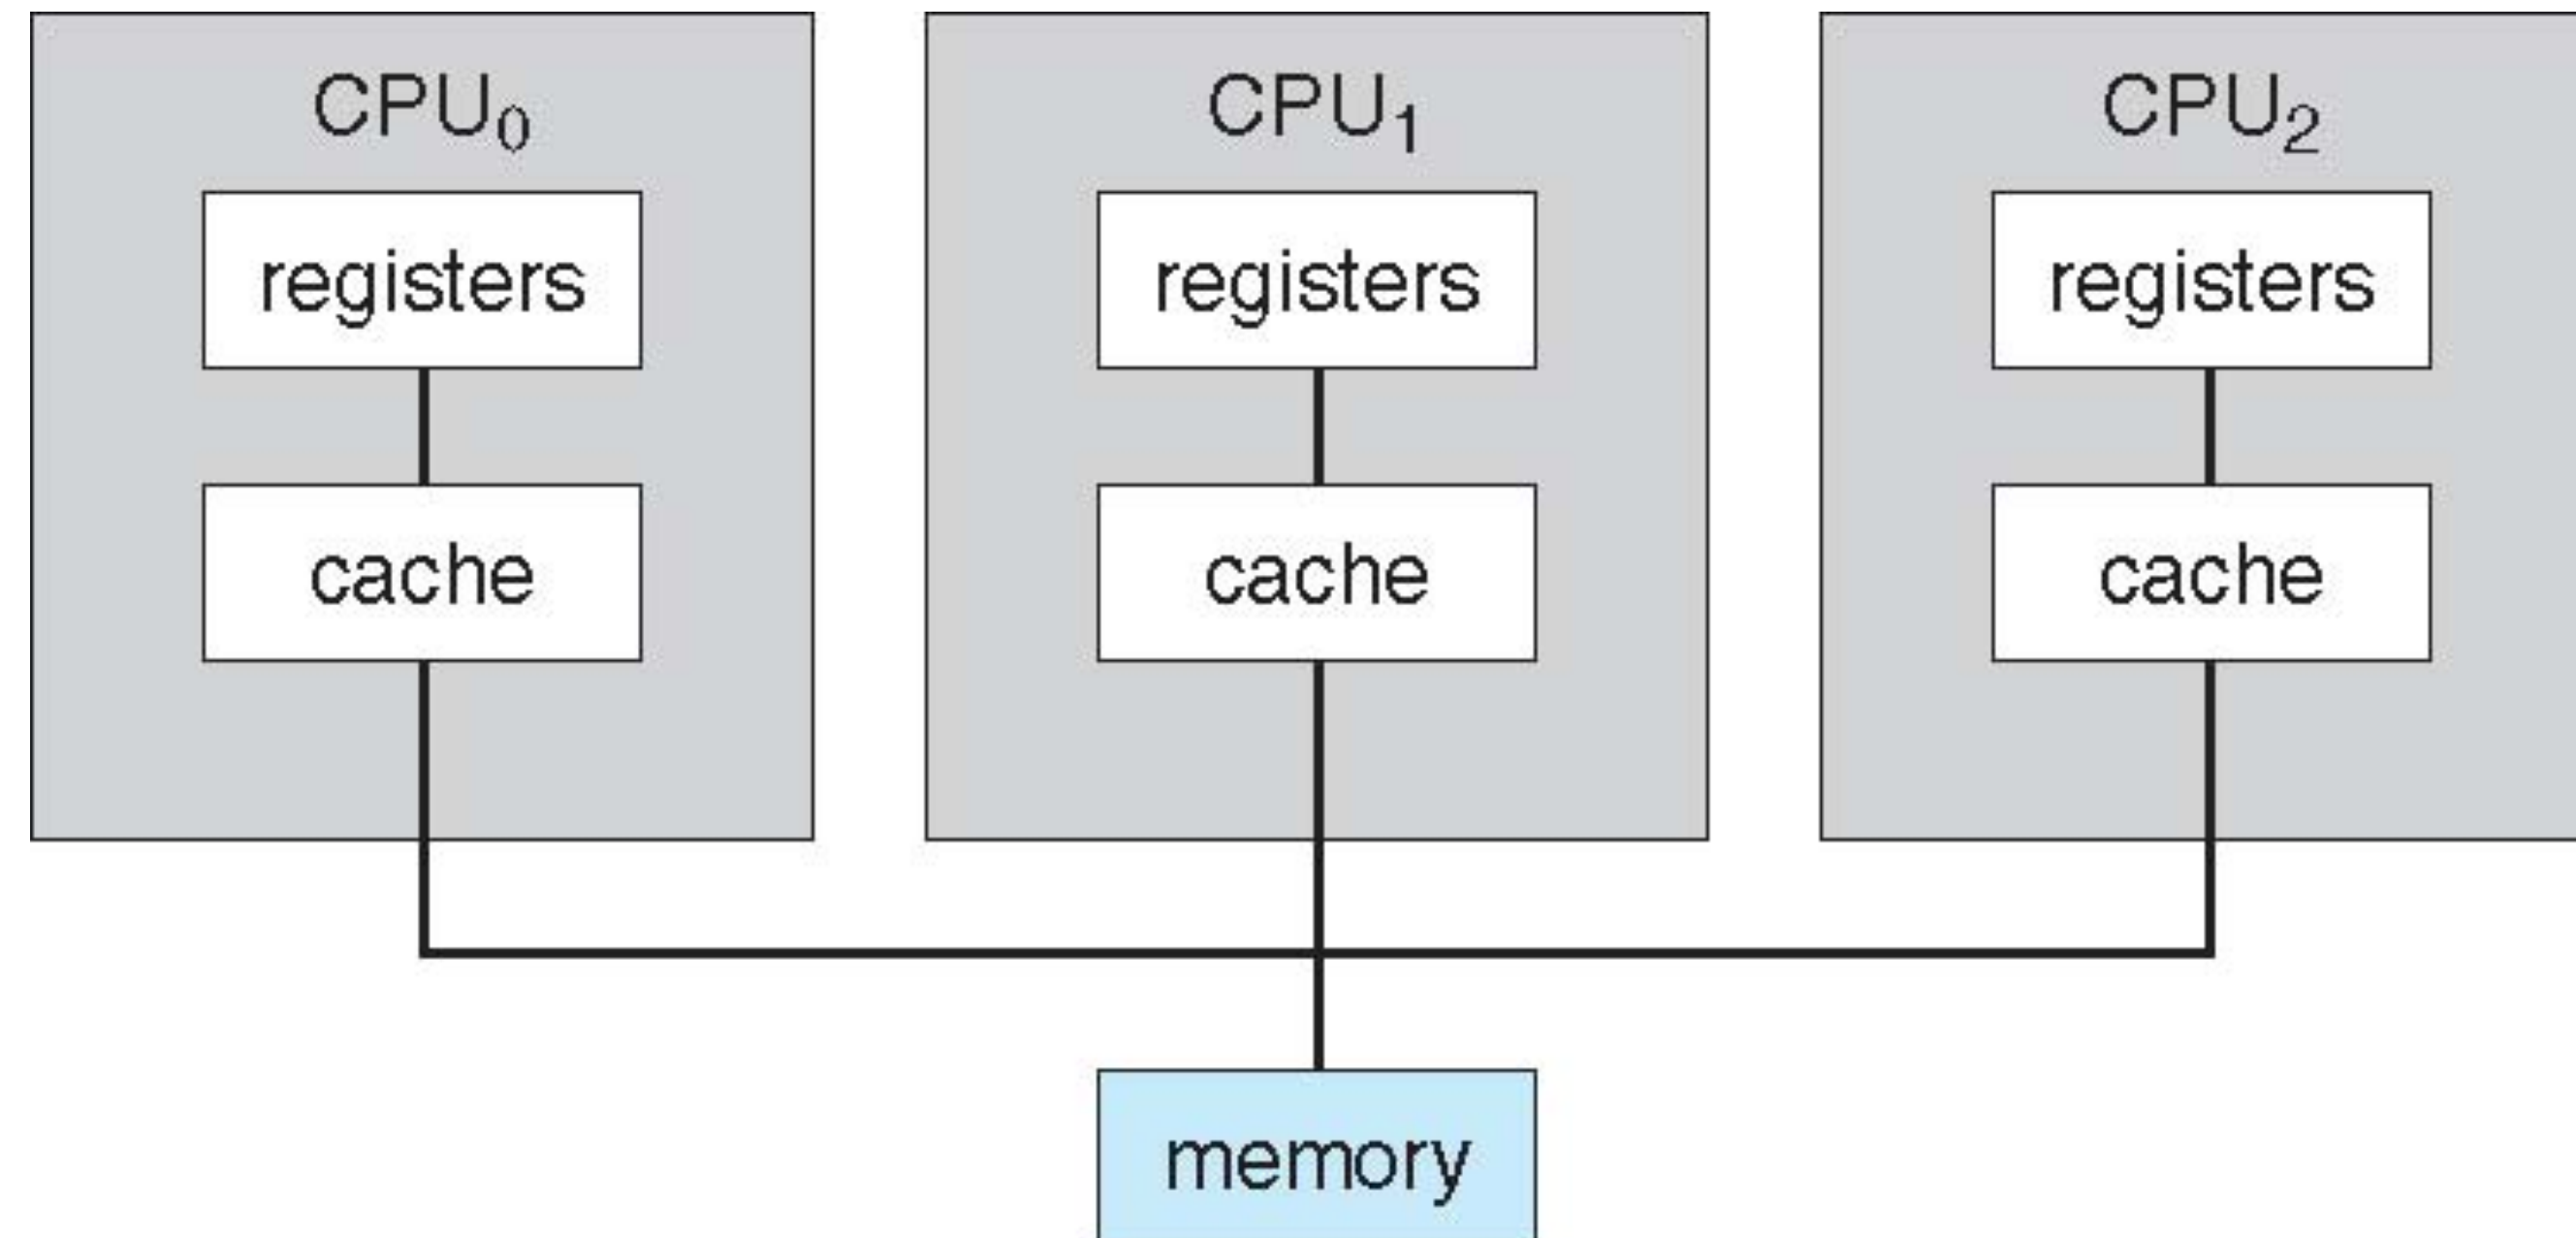 CPU₀
registers
cache
CPU₁
registers
cache
CPU₂
registers
cache
memory